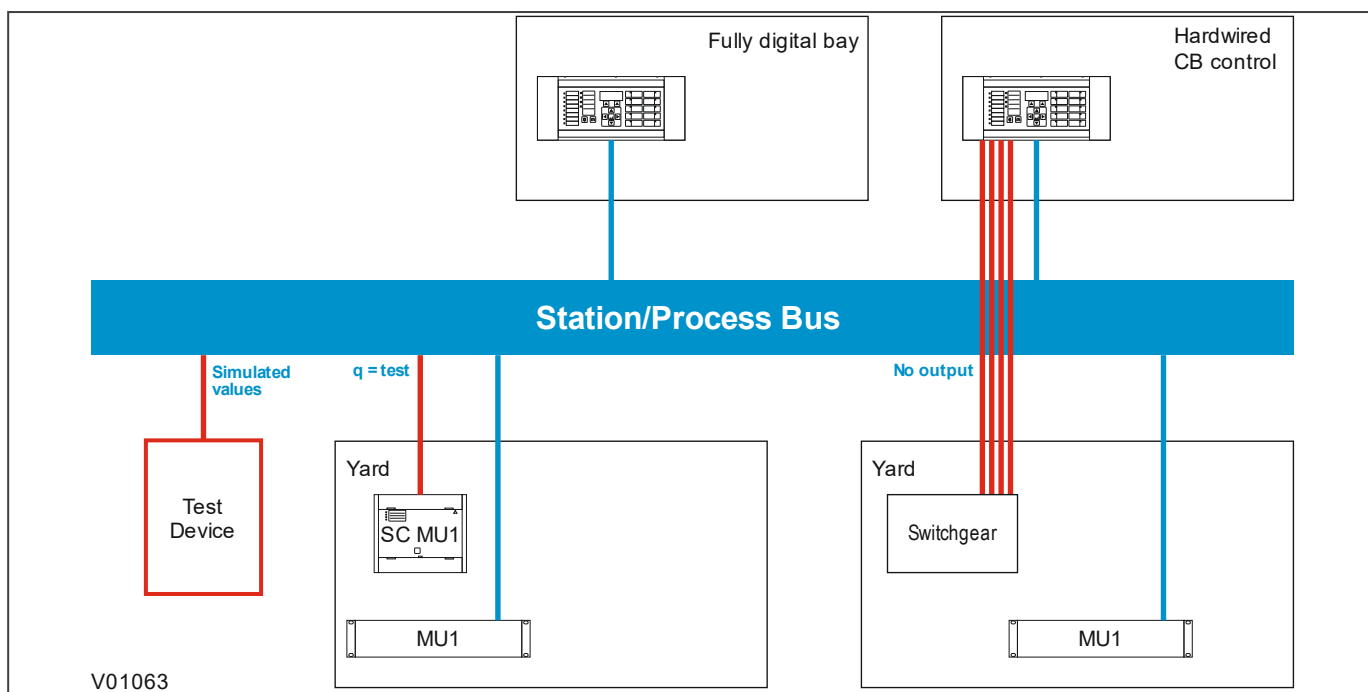 Fully digital bay
Hardwired
CB control
Station/Process Bus
Simulated
values
q = test
No output
Test
Device
Yard
SC MU1
MU1
Yard
Switchgear
MU1
V01063